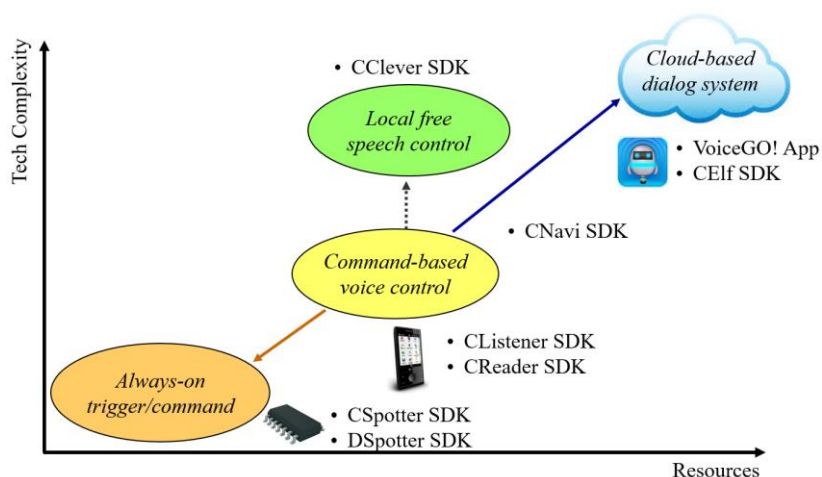 Tech Complexity
• CClever SDK
Local free
speech control
Cloud-based
dialog system
• VoiceGO! App
• CElf SDK
• CNavi SDK
Command-based
voice control
• CListener SDK
• CReader SDK
Always-on
trigger/command
• CSpotter SDK
• DSpotter SDK
Resources